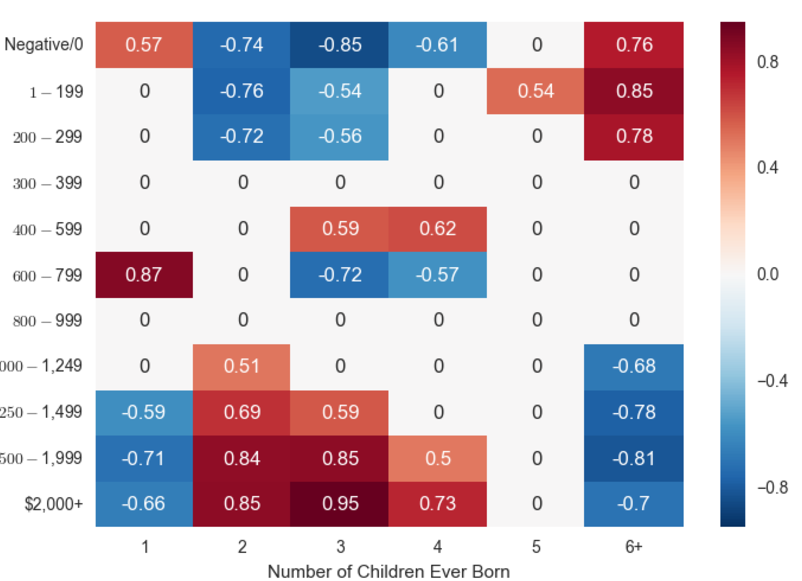 Negative/0 0.57 -0.74 -0.85 -0.61 0 0.76
0.8
1 − 199 0 -0.76 -0.54 0 0.54 0.85
200 − 299 0 -0.72 -0.56 0 0 0.78
0.4
300 − 399 0 0 0 0 0 0
400 − 599 0 0 0.59 0.62 0 0
600 − 799 0.87 0 -0.72 -0.57 0 0
0.0
800 − 999 0 0 0 0 0 0
000 − 1,249 0 0.51 0 0 0 -0.68
−0.4
250 − 1,499 -0.59 0.69 0.59 0 0 -0.78
500 − 1,999 -0.71 0.84 0.85 0.5 0 -0.81
−0.8
$2,000+ -0.66 0.85 0.95 0.73 0 -0.7
1 2 3 4 5 6+
Number of Children Ever Born